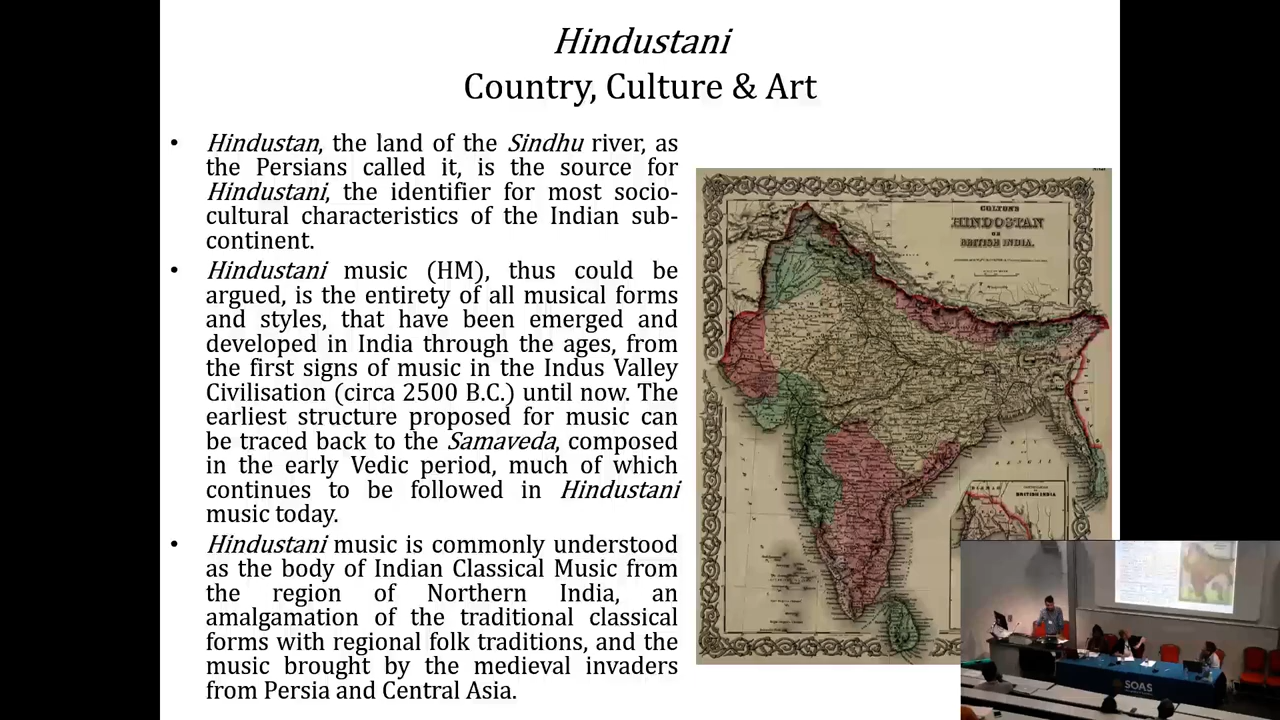 Hindustani
Country, Culture & Art
• Hindustan, the land of the Sindhu river, as
the Persians called it, is the source for
Hindustani, the identifier for most socio-
cultural characteristics of the Indian sub-
continent.
• Hindustani music (HM), thus could be
argued, is the entirety of all musical forms
and styles, that have been emerged and
developed in India through the ages, from
the first signs of music in the Indus Valley
Civilisation (circa 2500 B.C.) until now. The
earliest structure proposed for music can
be traced back to the Samaveda, composed
in the early Vedic period, much of which
continues to be followed in Hindustani
music today.
• Hindustani music is commonly understood
as the body of Indian Classical Music from
the region of Northern India, an
amalgamation of the traditional classical
forms with regional folk traditions, and the
music brought by the medieval invaders
from Persia and Central Asia.
COLTON'S
HINDOSTAN
OR
BRITISH INDIA.
BRITISH INDIA
SOAS